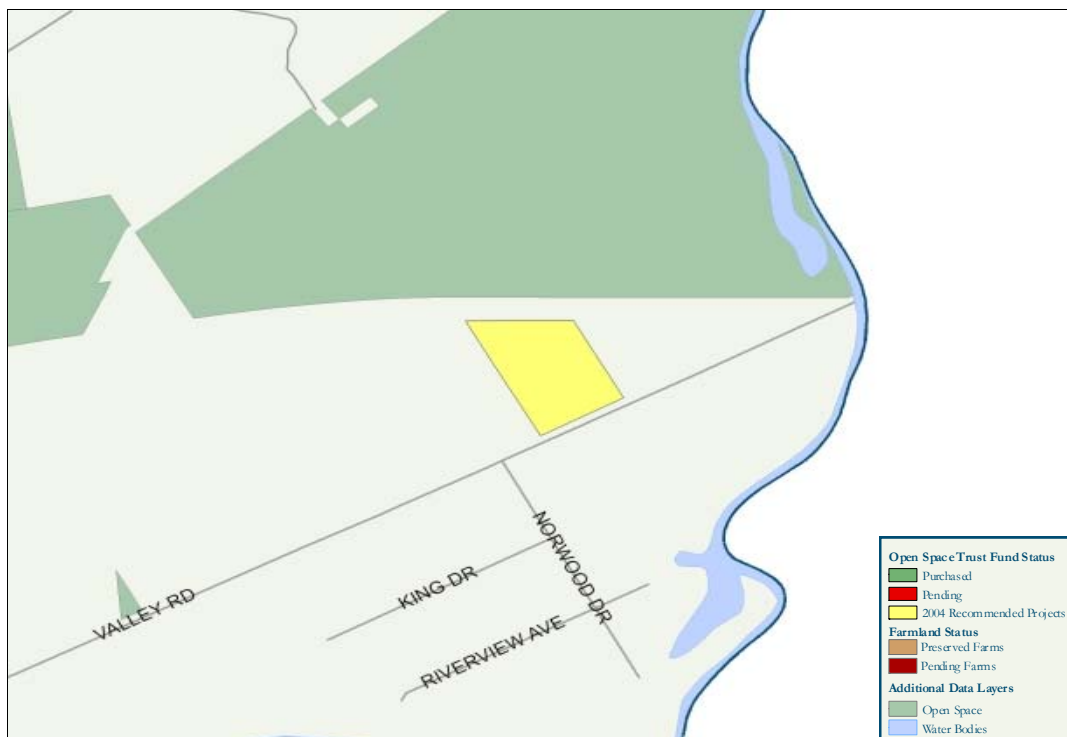 NORWOOD DR
KING DR
VALLEY RD
RIVERVIEW AVE
Open Space Trust Fund Status
Purchased
Pending
2004 Recommended Projects
Farmland Status
Preserved Farms
Pending Farms
Additional Data Layers
Open Space
Water Bodies